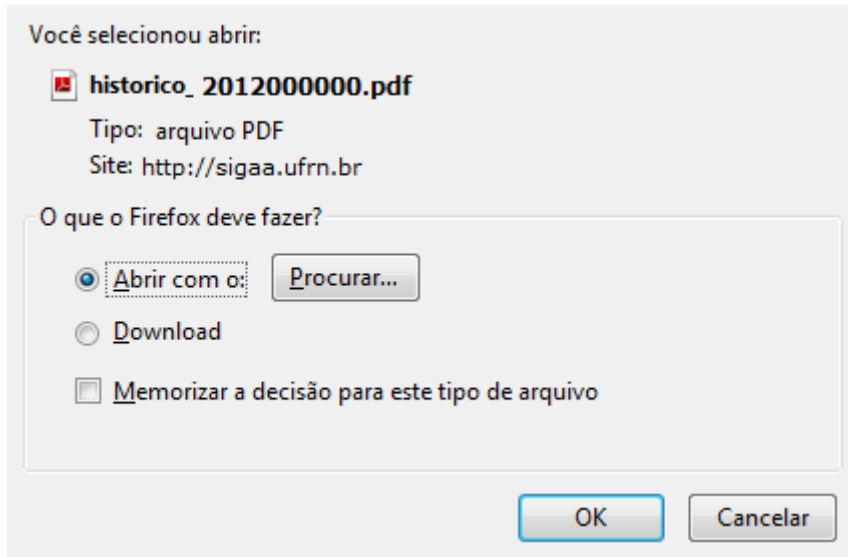 Você selecionou abrir:
historico_ 2012000000.pdf
Tipo: arquivo PDF
Site: http://sigaa.ufrn.br
O que o Firefox deve fazer?
Abrir com o: Procurar...
Download
Memorizar a decisão para este tipo de arquivo
OK Cancelar